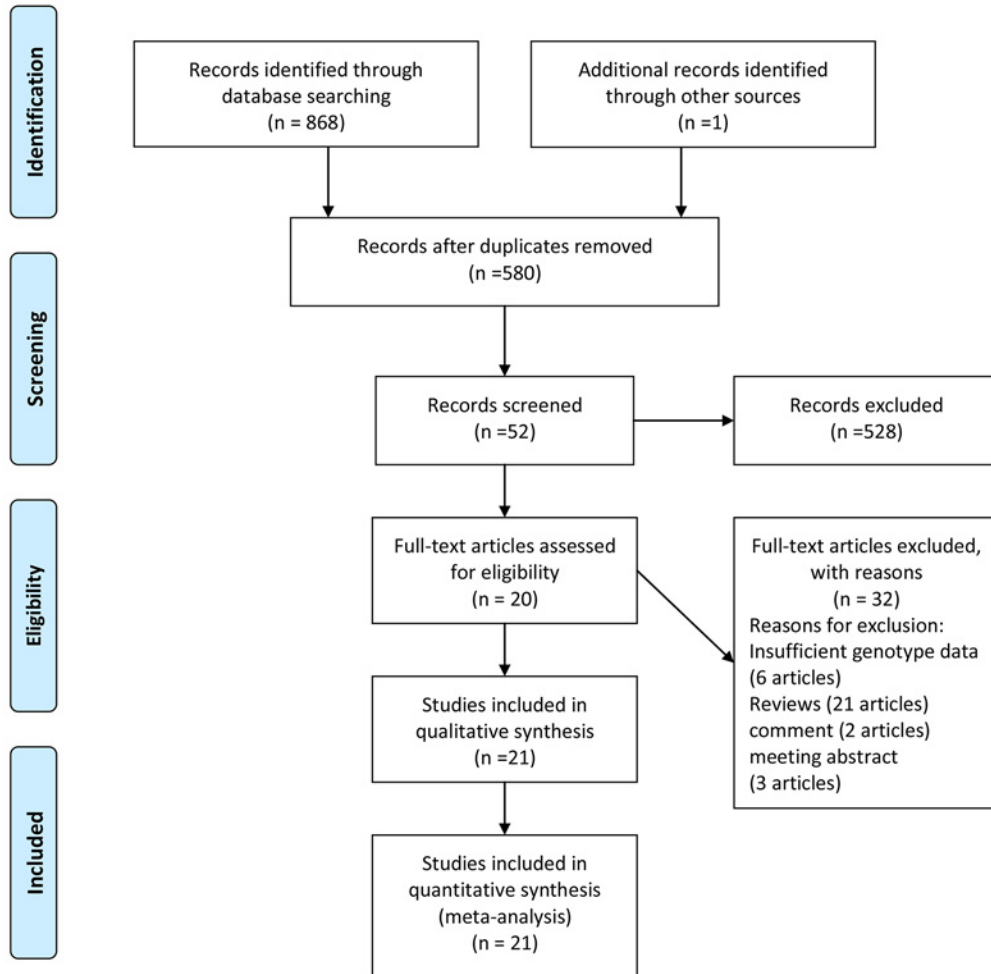 Identification
Records identified through
database searching
(n = 868)
Additional records identified
through other sources
(n =1)
Records after duplicates removed
(n =580)
Screening
Records screened
(n =52)
Records excluded
(n =528)
Eligibility
Full-text articles assessed
for eligibility
(n = 20)
Full-text articles excluded,
with reasons
(n = 32)
Reasons for exclusion:
Insufficient genotype data
(6 articles)
Reviews (21 articles)
comment (2 articles)
meeting abstract
(3 articles)
Studies included in
qualitative synthesis
(n =21)
Included
Studies included in
quantitative synthesis
(meta-analysis)
(n = 21)